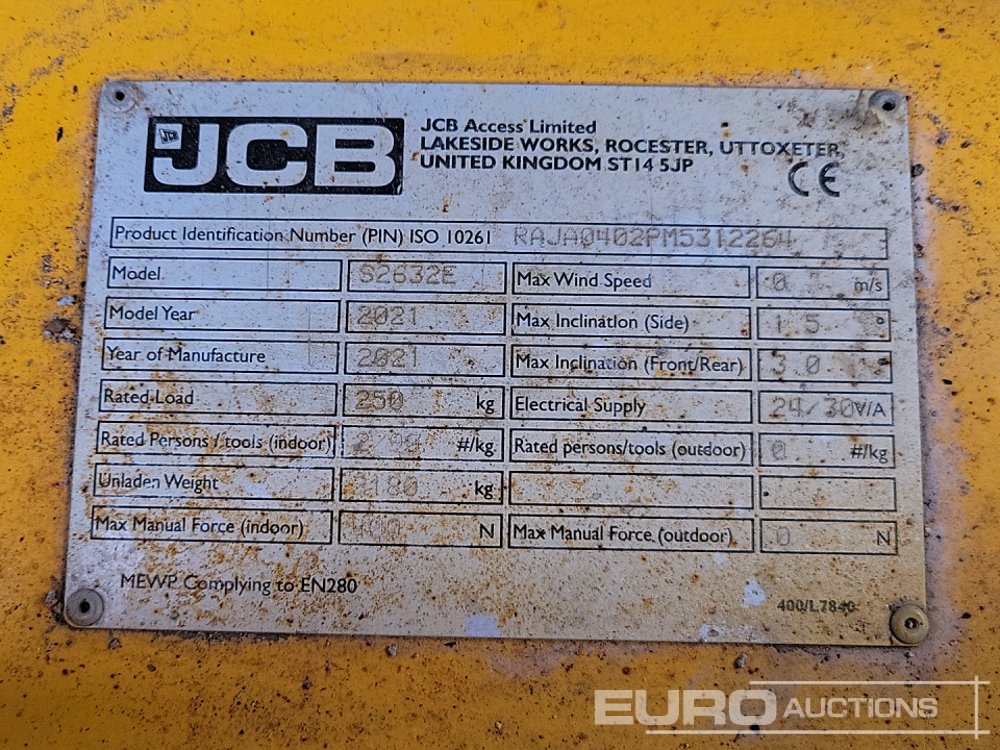 JCB
JCB Access Limited
LAKESIDE WORKS, ROCESTER, UTTOXETER,
UNITED KINGDOM ST14 5JP
CE
Product Identification Number (PIN) ISO 10261 RAJA0402PM5312264
Model S2632E Max Wind Speed 0 m/s
Model Year 2021 Max Inclination (Side) 1.5 °
Year of Manufacture 2021 Max Inclination (Front/Rear) 3.0 °
Rated Load 250 kg Electrical Supply 24/30 V/A
Rated Persons / tools (indoor) #/kg Rated persons/tools (outdoor) 0 #/kg
Unladen Weight kg
Max Manual Force (indoor) N Max Manual Force (outdoor) 0 N
MEWP Complying to EN280
400/L7840
EURO AUCTIONS